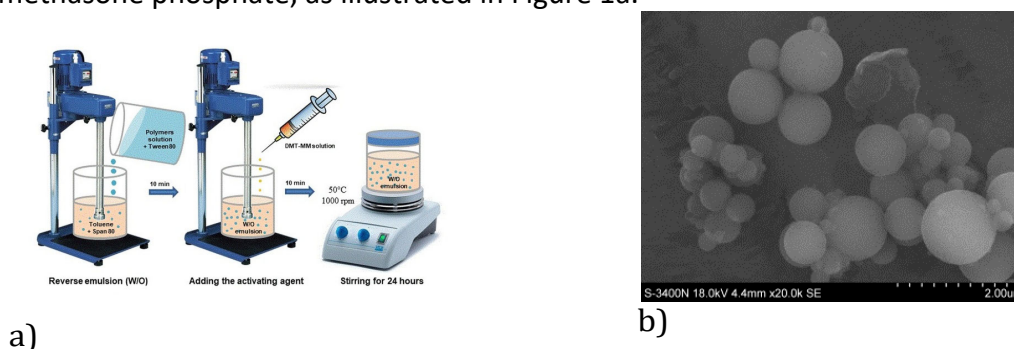 methasone phosphate, as illustrated in Figure 1a.
Polymers
solution
+ Tween80
Toluene
+ Span 80
10 min
DMT-MM solution
W/O
emulsion
10 min
50°C
1000 rpm
W/O
emulsion
Reverse emulsion (W/O)
Adding the activating agent
Stirring for 24 hours
a)
S-3400N 18.0kV 4.4mm x20.0k SE
b)